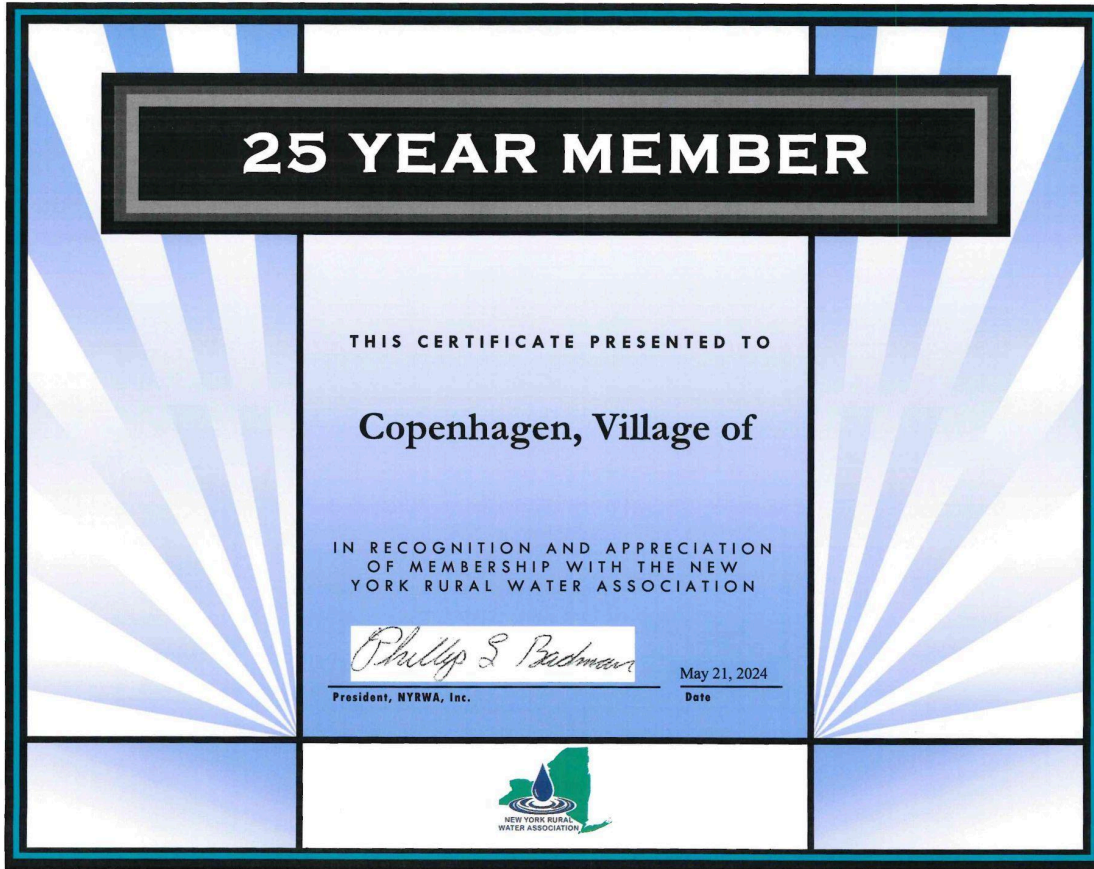 25 YEAR MEMBER
THIS CERTIFICATE PRESENTED TO
Copenhagen, Village of
IN RECOGNITION AND APPRECIATION
OF MEMBERSHIP WITH THE NEW
YORK RURAL WATER ASSOCIATION
Phillip S Badman
May 21, 2024
President, NYRWA, Inc.
Date
NEW YORK RURAL
WATER ASSOCIATION